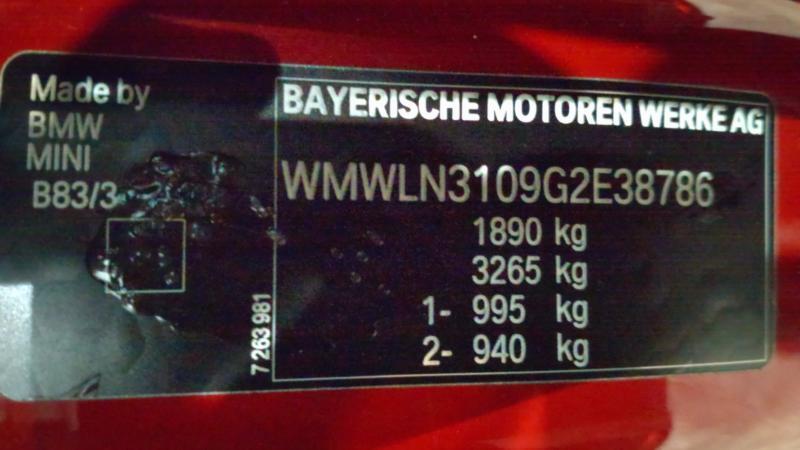 Made by
BMW
MINI
B83/3
BAYERISCHE MOTOREN WERKE AG
WMWLN3109G2E38786
1890 kg
3265 kg
1- 995 kg
2- 940 kg
7 263 981